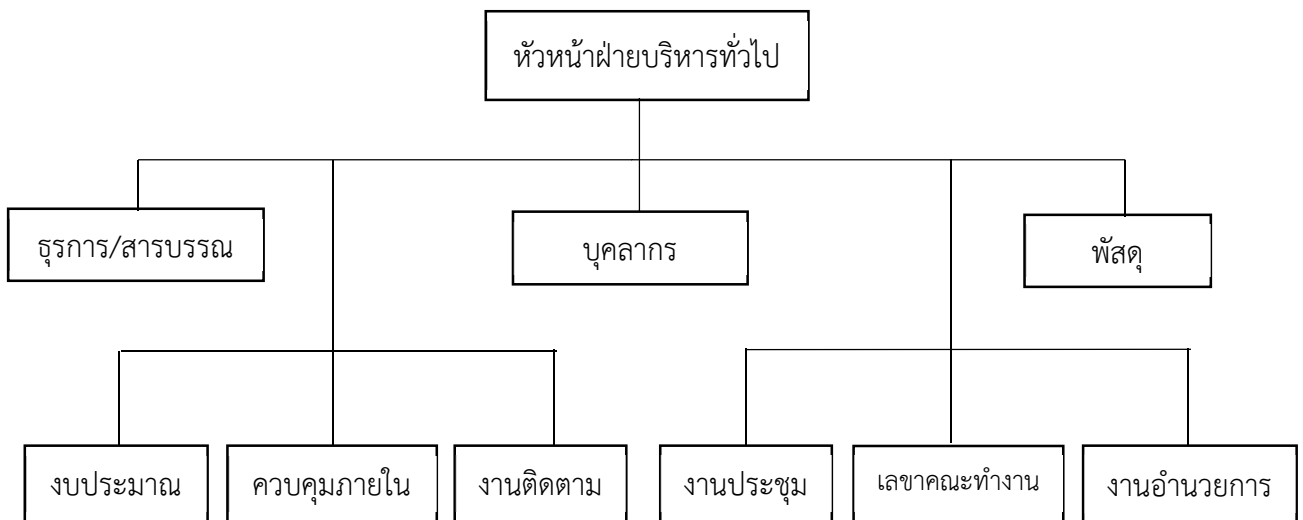 หัวหน้าฝ่ายบริหารทั่วไป
ธุรการ/สารบรรณ
บุคลากร
พัสดุ
งบประมาณ
ควบคุมภายใน
งานติดตาม
งานประชุม
เลขาคณะทำงาน
งานอำนวยการ